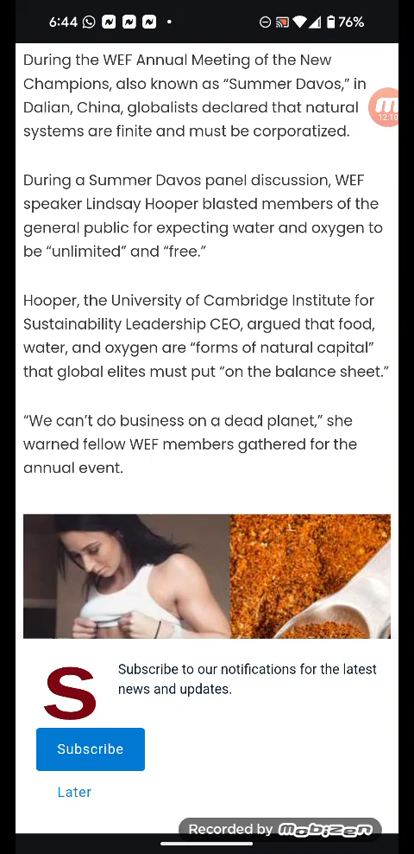 6:44 76%
During the WEF Annual Meeting of the New
Champions, also known as “Summer Davos,” in
Dalian, China, globalists declared that natural
systems are finite and must be corporatized.
12:10
During a Summer Davos panel discussion, WEF
speaker Lindsay Hooper blasted members of the
general public for expecting water and oxygen to
be “unlimited” and “free.”
Hooper, the University of Cambridge Institute for
Sustainability Leadership CEO, argued that food,
water, and oxygen are “forms of natural capital”
that global elites must put “on the balance sheet.”
“We can’t do business on a dead planet,” she
warned fellow WEF members gathered for the
annual event.
S
Subscribe to our notifications for the latest
news and updates.
Subscribe
Later
Recorded by mobizen